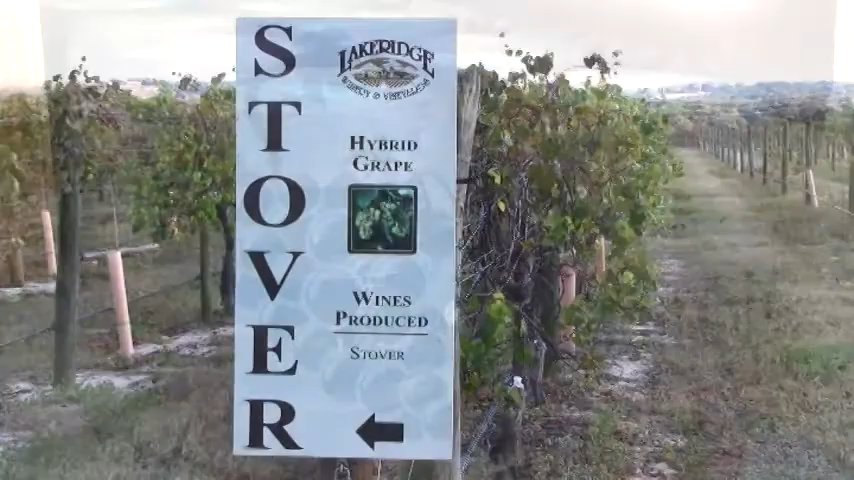 STOVER
LAKERIDGE
WINERY & VINEYARDS
HYBRID
GRAPE
WINES
PRODUCED
STOVER